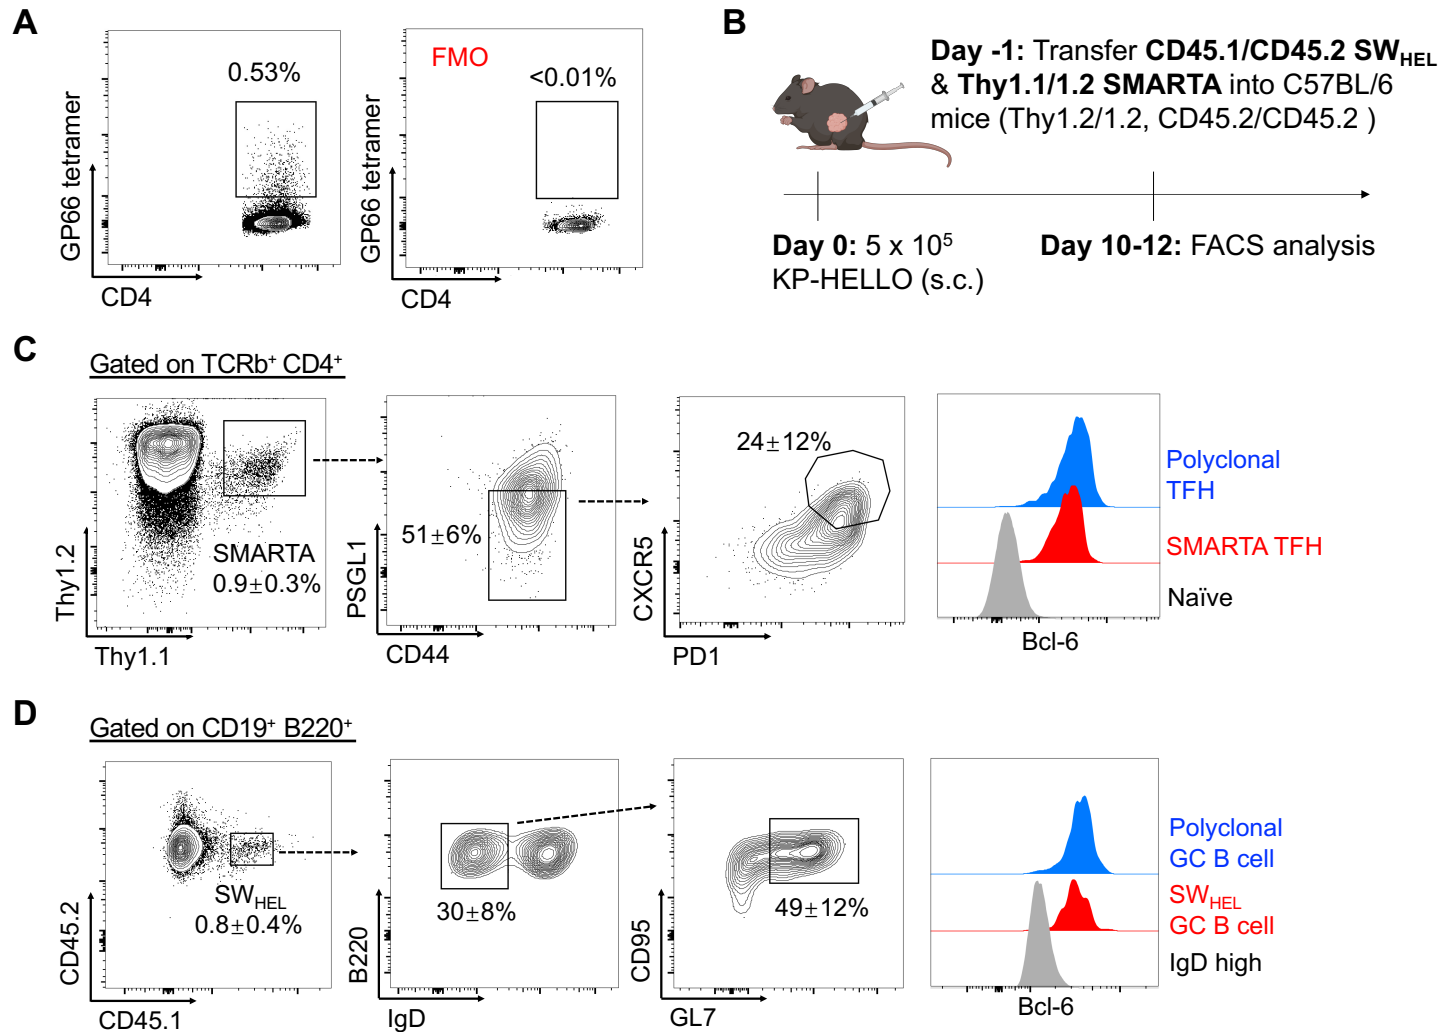 A
0.53%
GP66 tetramer
CD4
FMO
<0.01%
GP66 tetramer
CD4
B
Day -1: Transfer CD45.1/CD45.2 SWHEL
& Thy1.1/1.2 SMARTA into C57BL/6
mice (Thy1.2/1.2, CD45.2/CD45.2 )
Day 0: 5 x 10⁵
KP-HELLO (s.c.)
Day 10-12: FACS analysis
C
Gated on TCRb⁺ CD4⁺
SMARTA
0.9±0.3%
Thy1.2
Thy1.1
51±6%
PSGL1
CD44
24±12%
CXCR5
PD1
Polyclonal
TFH
SMARTA TFH
Naïve
Bcl-6
D
Gated on CD19⁺ B220⁺
SWHEL
0.8±0.4%
CD45.2
CD45.1
30±8%
B220
IgD
49±12%
CD95
GL7
Polyclonal
GC B cell
SWHEL
GC B cell
IgD high
Bcl-6